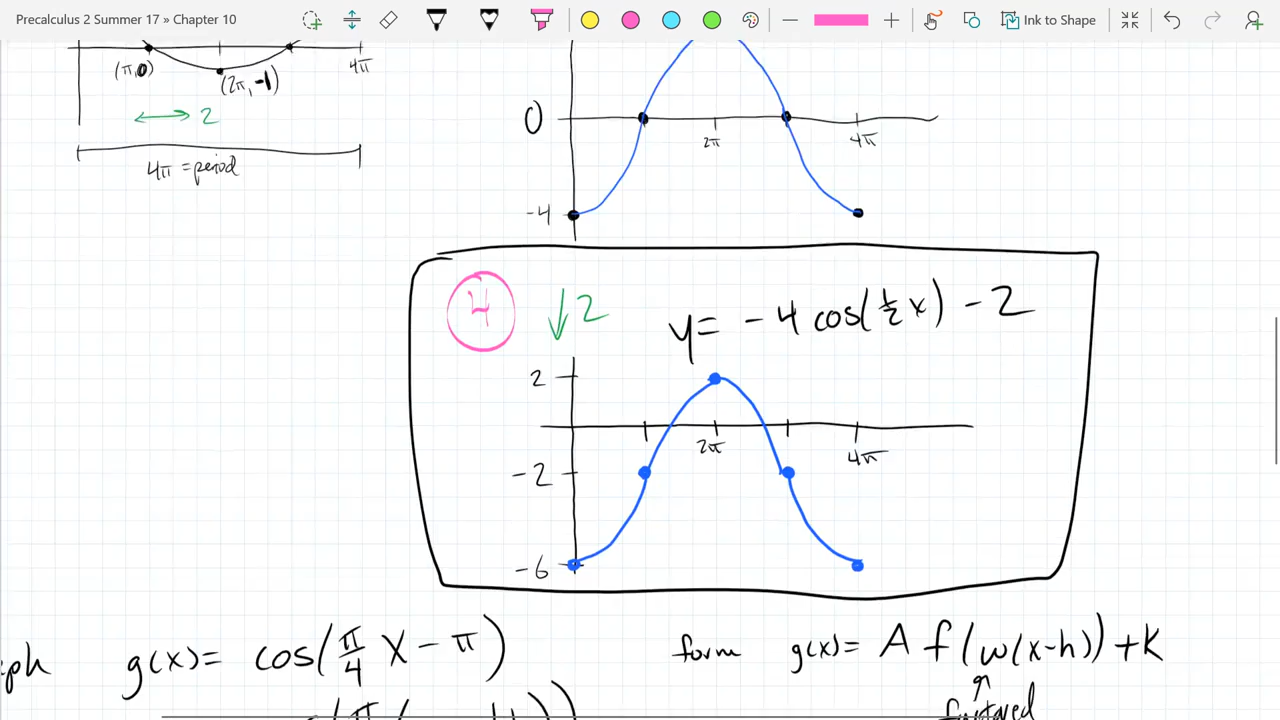 Precalculus 2 Summer 17 » Chapter 10
Ink to Shape
(π,0)
(2π,-1)
4π
2
4π = period
0
2π
4π
-4
4
↓2
y= -4 cos(½x) -2
2
2π
4π
-2
-6
g(x)= cos(π/4 x-π)
form g(x)= A f(w(x-h))+K
factored